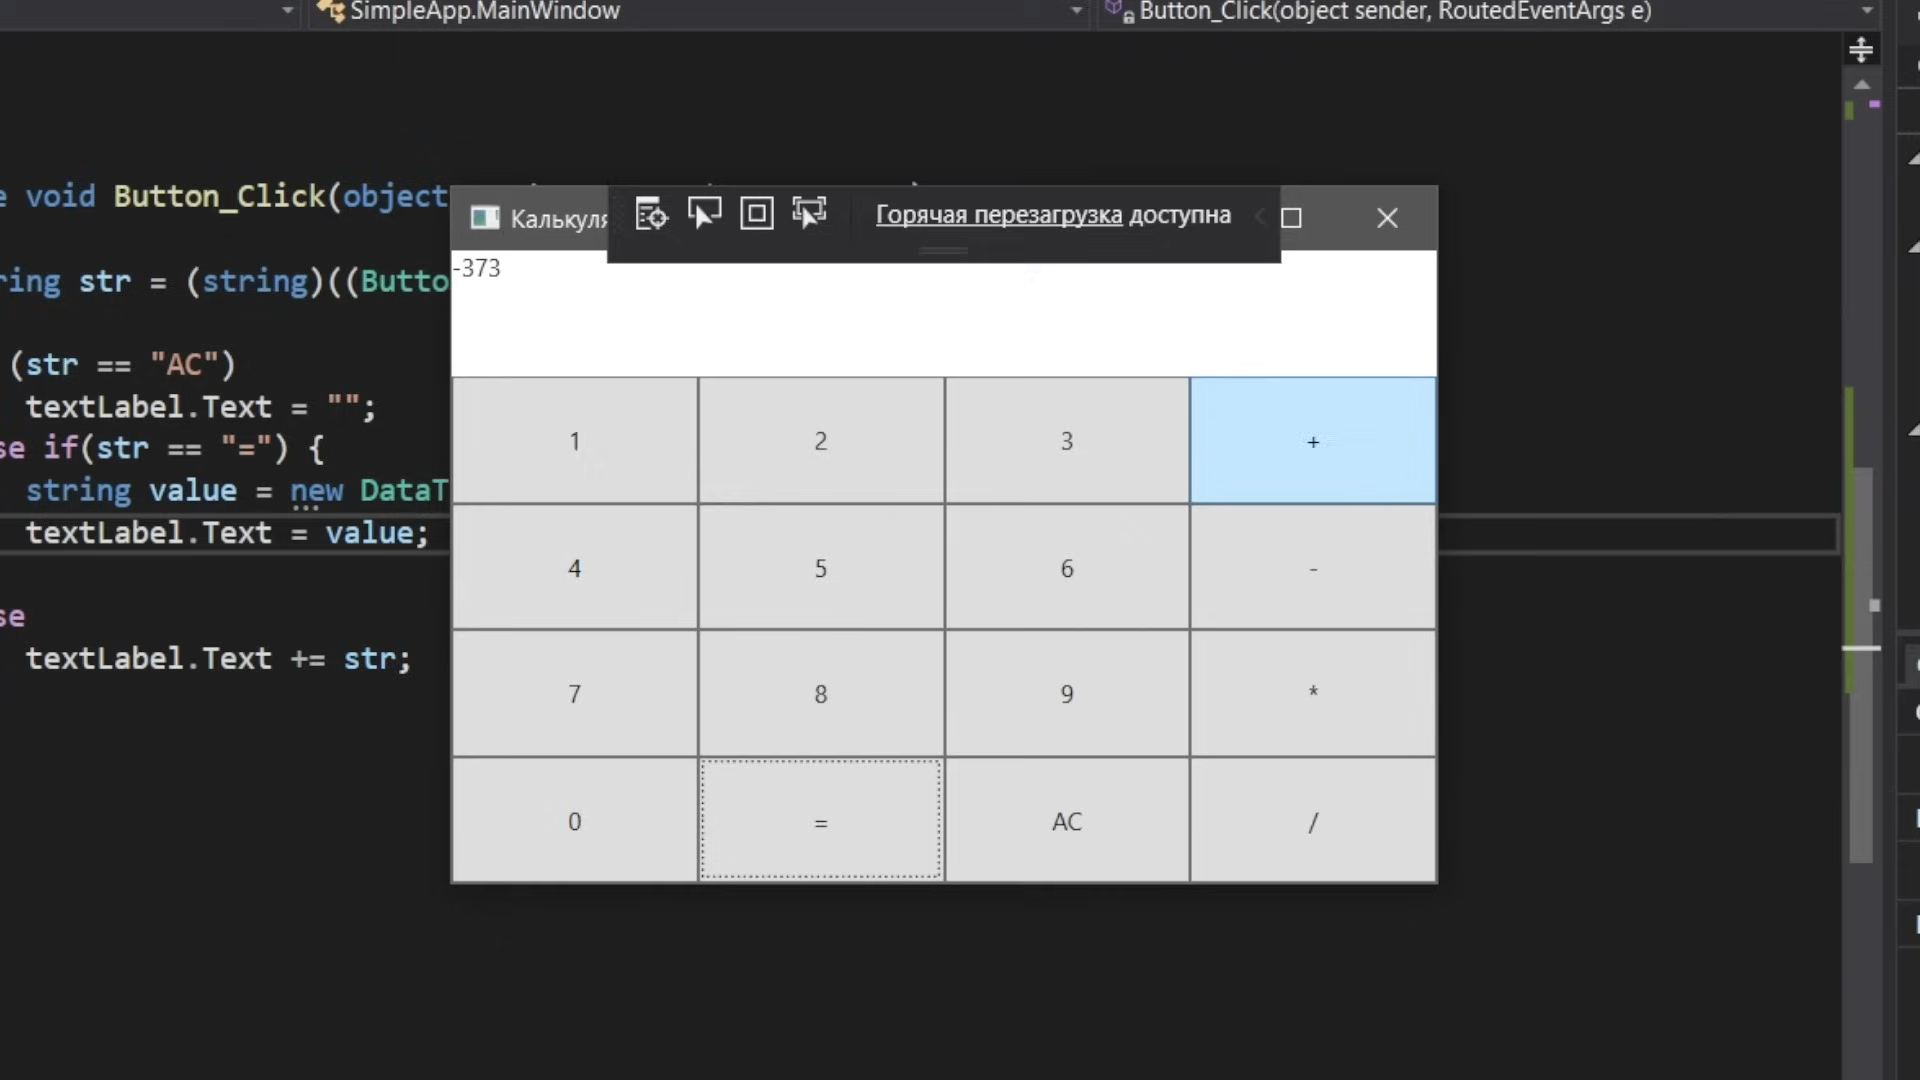 SimpleApp.MainWindow
Button_Click(object sender, RoutedEventArgs e)
e void Button_Click(object
ring str = (string)((Butto
(str == "AC")
textLabel.Text = "";
se if(str == "=") {
string value = new DataT
textLabel.Text = value;
se
textLabel.Text += str;
Калькуля
Горячая перезагрузка доступна
-373
1 2 3 +
4 5 6 -
7 8 9 *
0 = AC /